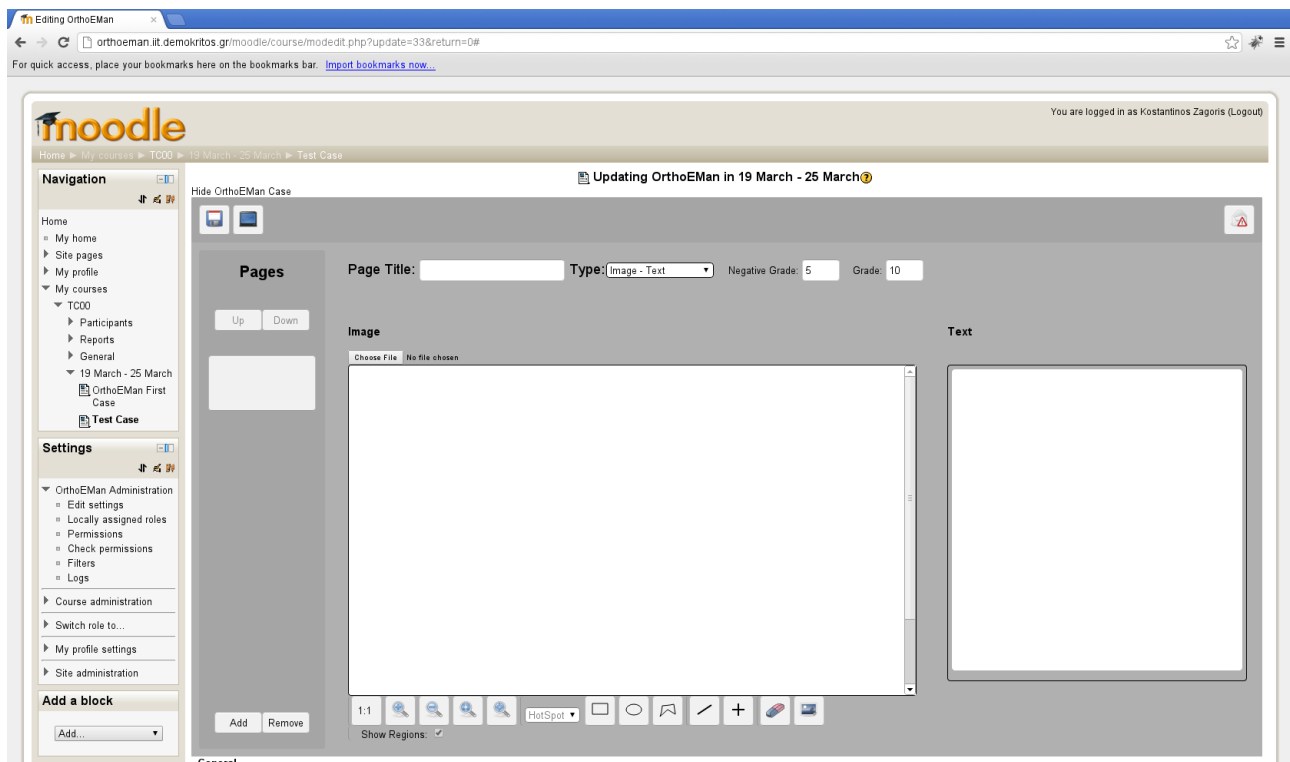 Editing OrthoEMan
orthoeman.iit.demokritos.gr/moodle/course/modedit.php?update=33&return=0#
For quick access, place your bookmarks here on the bookmarks bar. Import bookmarks now...
moodle
You are logged in as Kostantinos Zagoris (Logout)
Home ► My courses ► TC00 ► 19 March - 25 March ► Test Case
Navigation
Home
My home
Site pages
My profile
My courses
TC00
Participants
Reports
General
19 March - 25 March
OrthoEMan First
Case
Test Case
Settings
OrthoEMan Administration
Edit settings
Locally assigned roles
Permissions
Check permissions
Filters
Logs
Course administration
Switch role to...
My profile settings
Site administration
Add a block
Add...
Updating OrthoEMan in 19 March - 25 March
Hide OrthoEMan Case
Pages
Up Down
Add Remove
Page Title: Type: Image - Text Negative Grade: 5 Grade: 10
Image
Choose File No file chosen
Text
1:1 HotSpot
Show Regions:
General